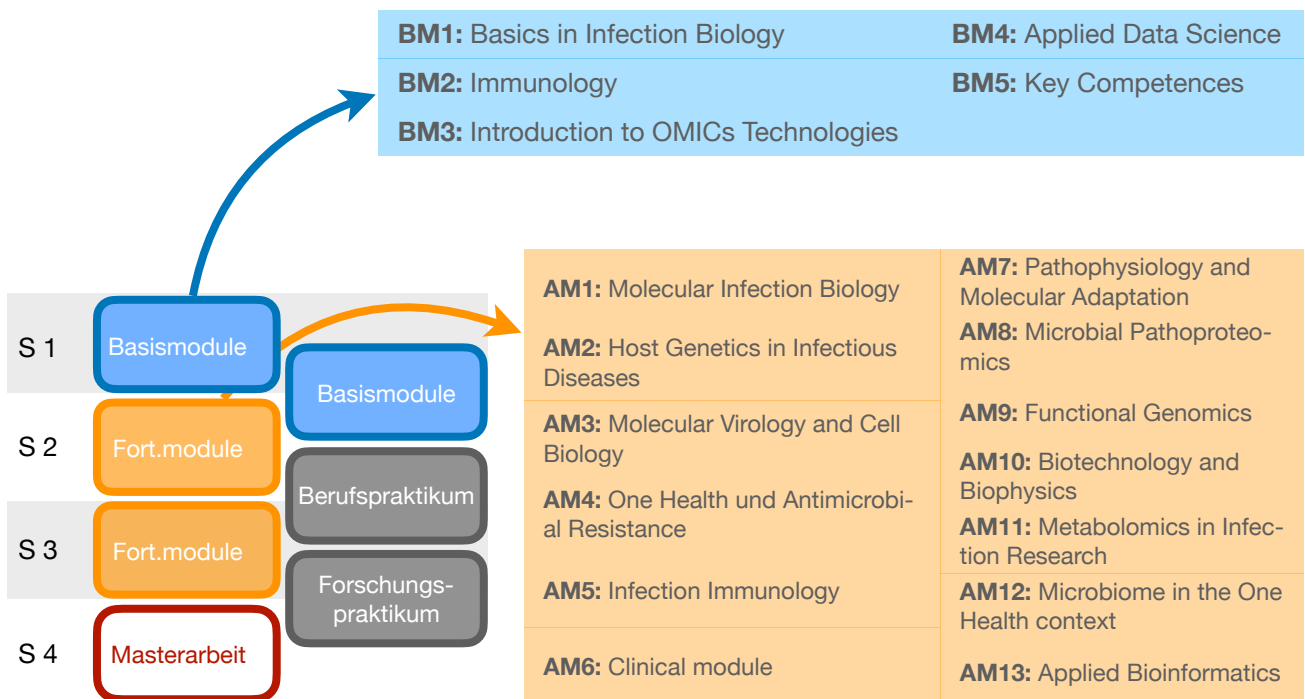 BM1: Basics in Infection Biology
BM2: Immunology
BM3: Introduction to OMICs Technologies
BM4: Applied Data Science
BM5: Key Competences
S 1
Basismodule
Basismodule
S 2
Fort.module
Berufspraktikum
S 3
Fort.module
Forschungs-
praktikum
S 4
Masterarbeit
AM1: Molecular Infection Biology
AM2: Host Genetics in Infectious
Diseases
AM3: Molecular Virology and Cell
Biology
AM4: One Health und Antimicrobi-
al Resistance
AM5: Infection Immunology
AM6: Clinical module
AM7: Pathophysiology and
Molecular Adaptation
AM8: Microbial Pathoproteo-
mics
AM9: Functional Genomics
AM10: Biotechnology and
Biophysics
AM11: Metabolomics in Infec-
tion Research
AM12: Microbiome in the One
Health context
AM13: Applied Bioinformatics